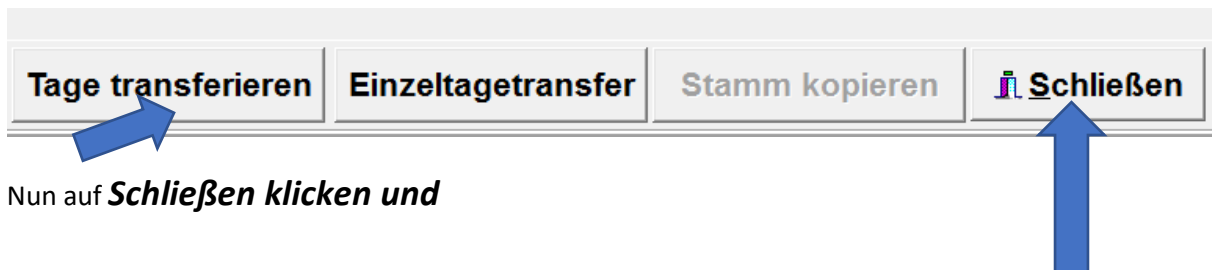 Tage transferieren Einzeltagetransfer Stamm kopieren Schließen
Nun auf Schließen klicken und